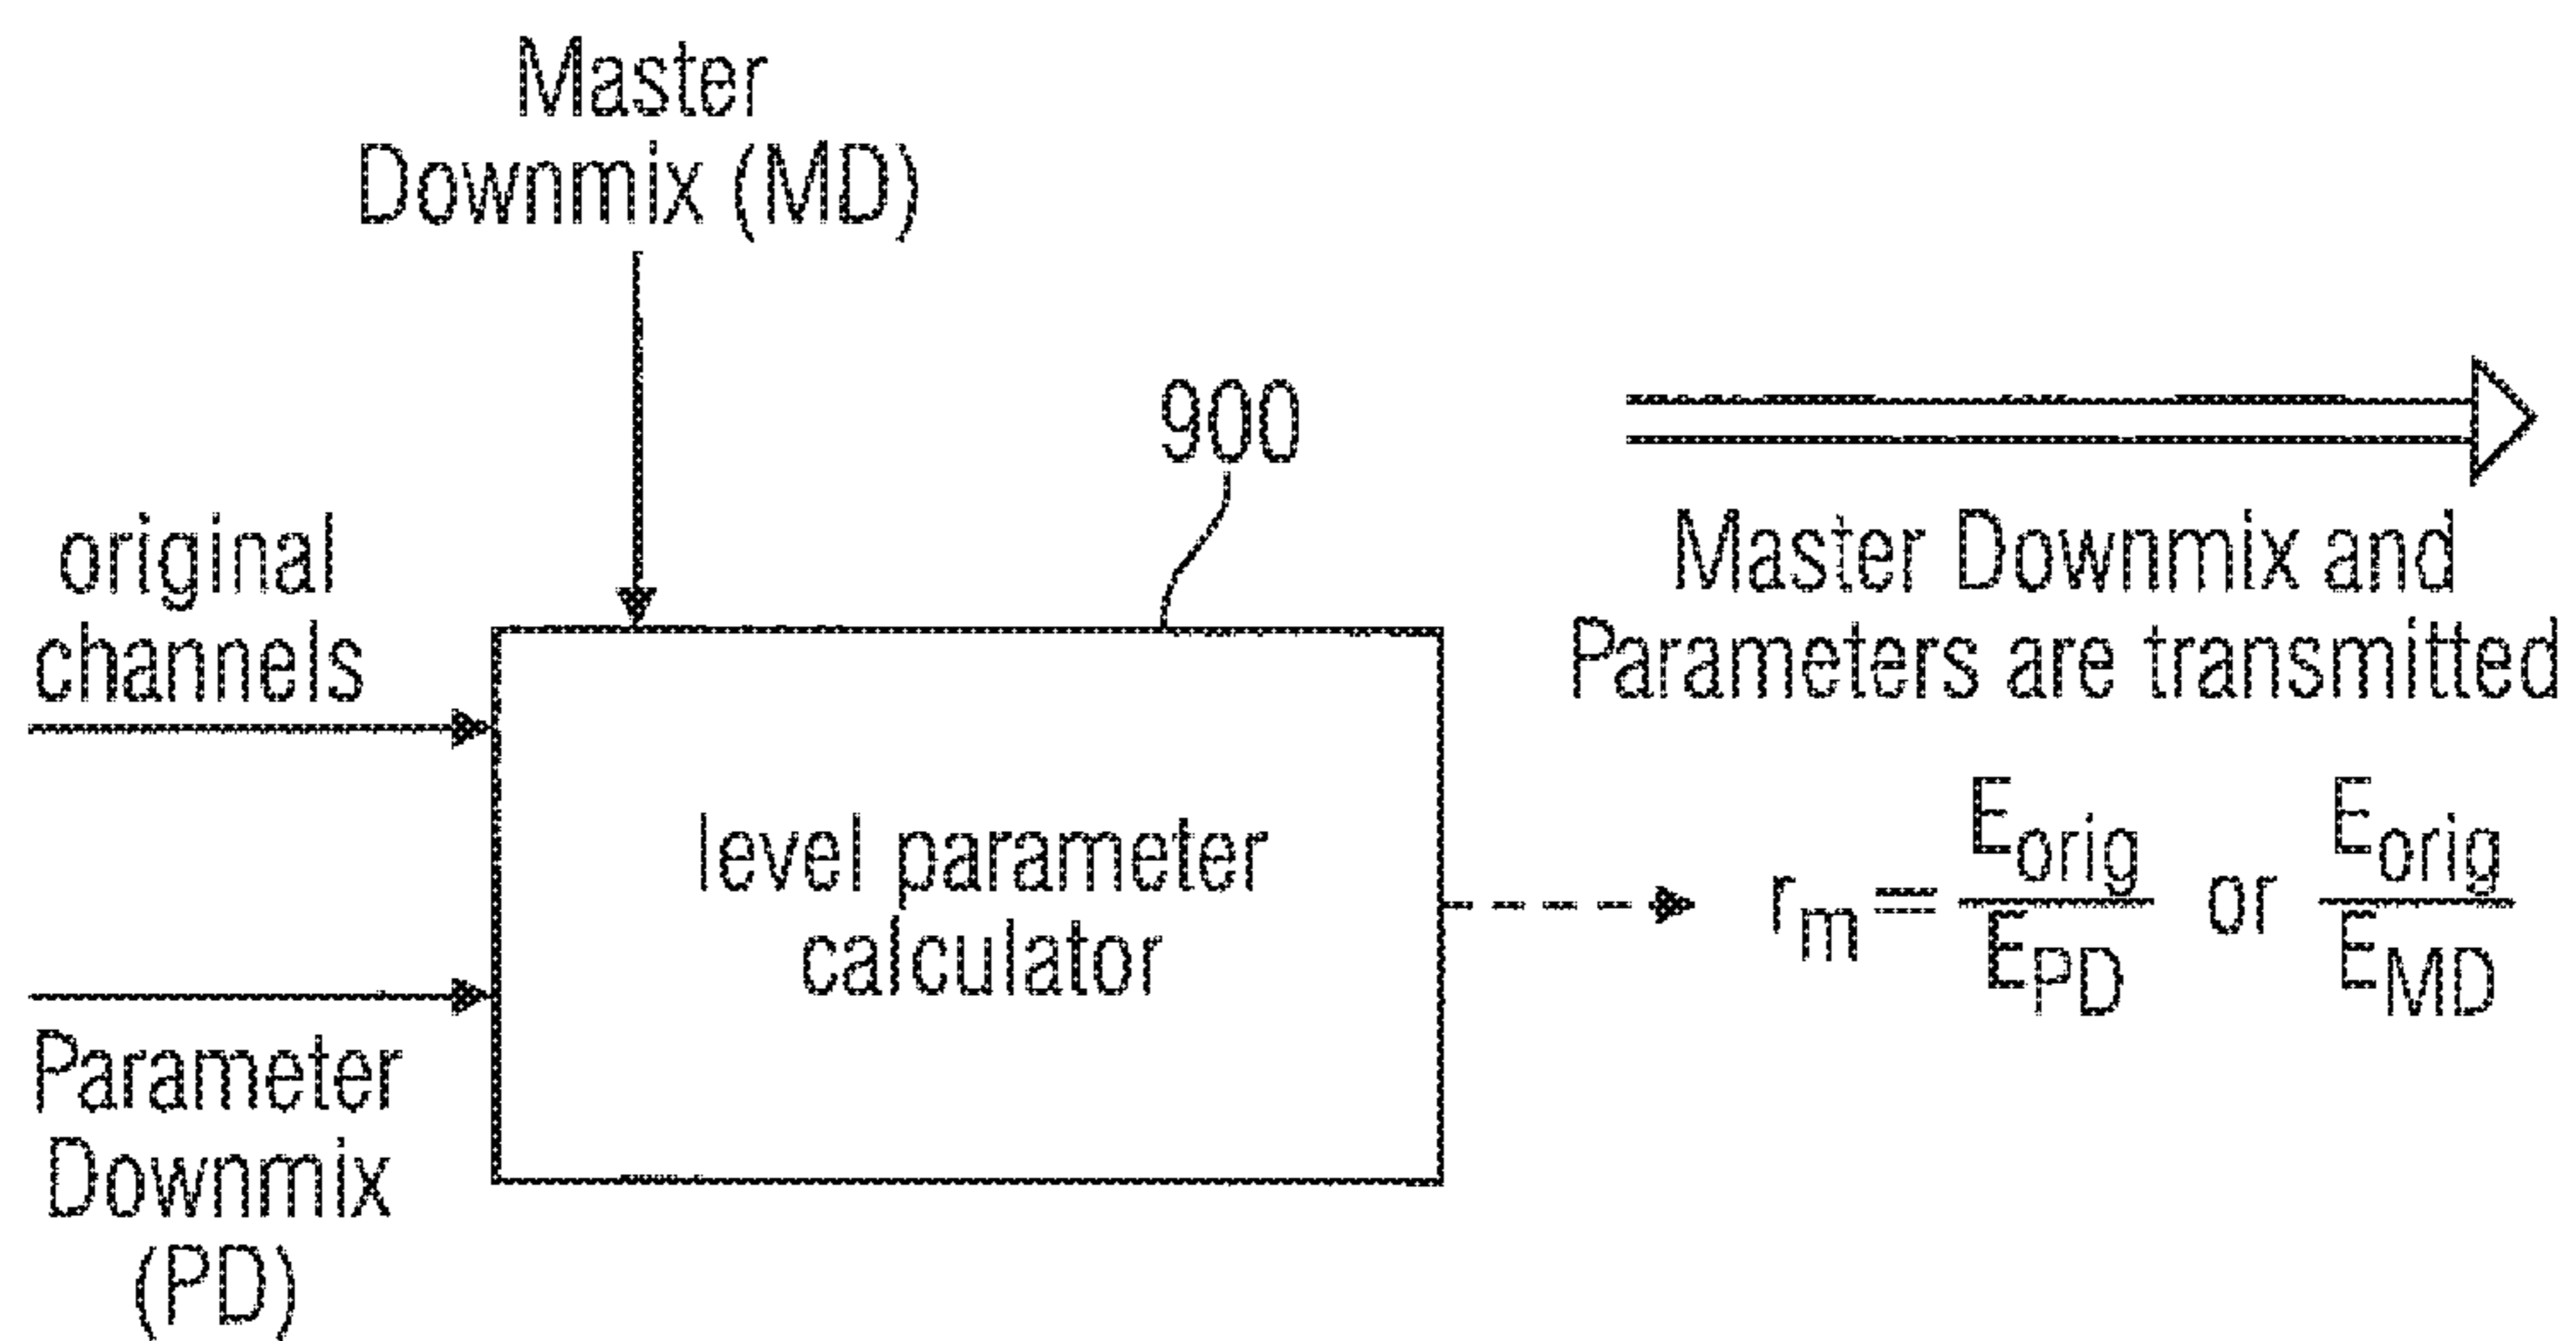 Master
Downmix (MD)
900
original
channels
Master Downmix and
Parameters are transmitted
level parameter
calculator
r_m = E_orig / E_PD or E_orig / E_MD
Parameter
Downmix
(PD)